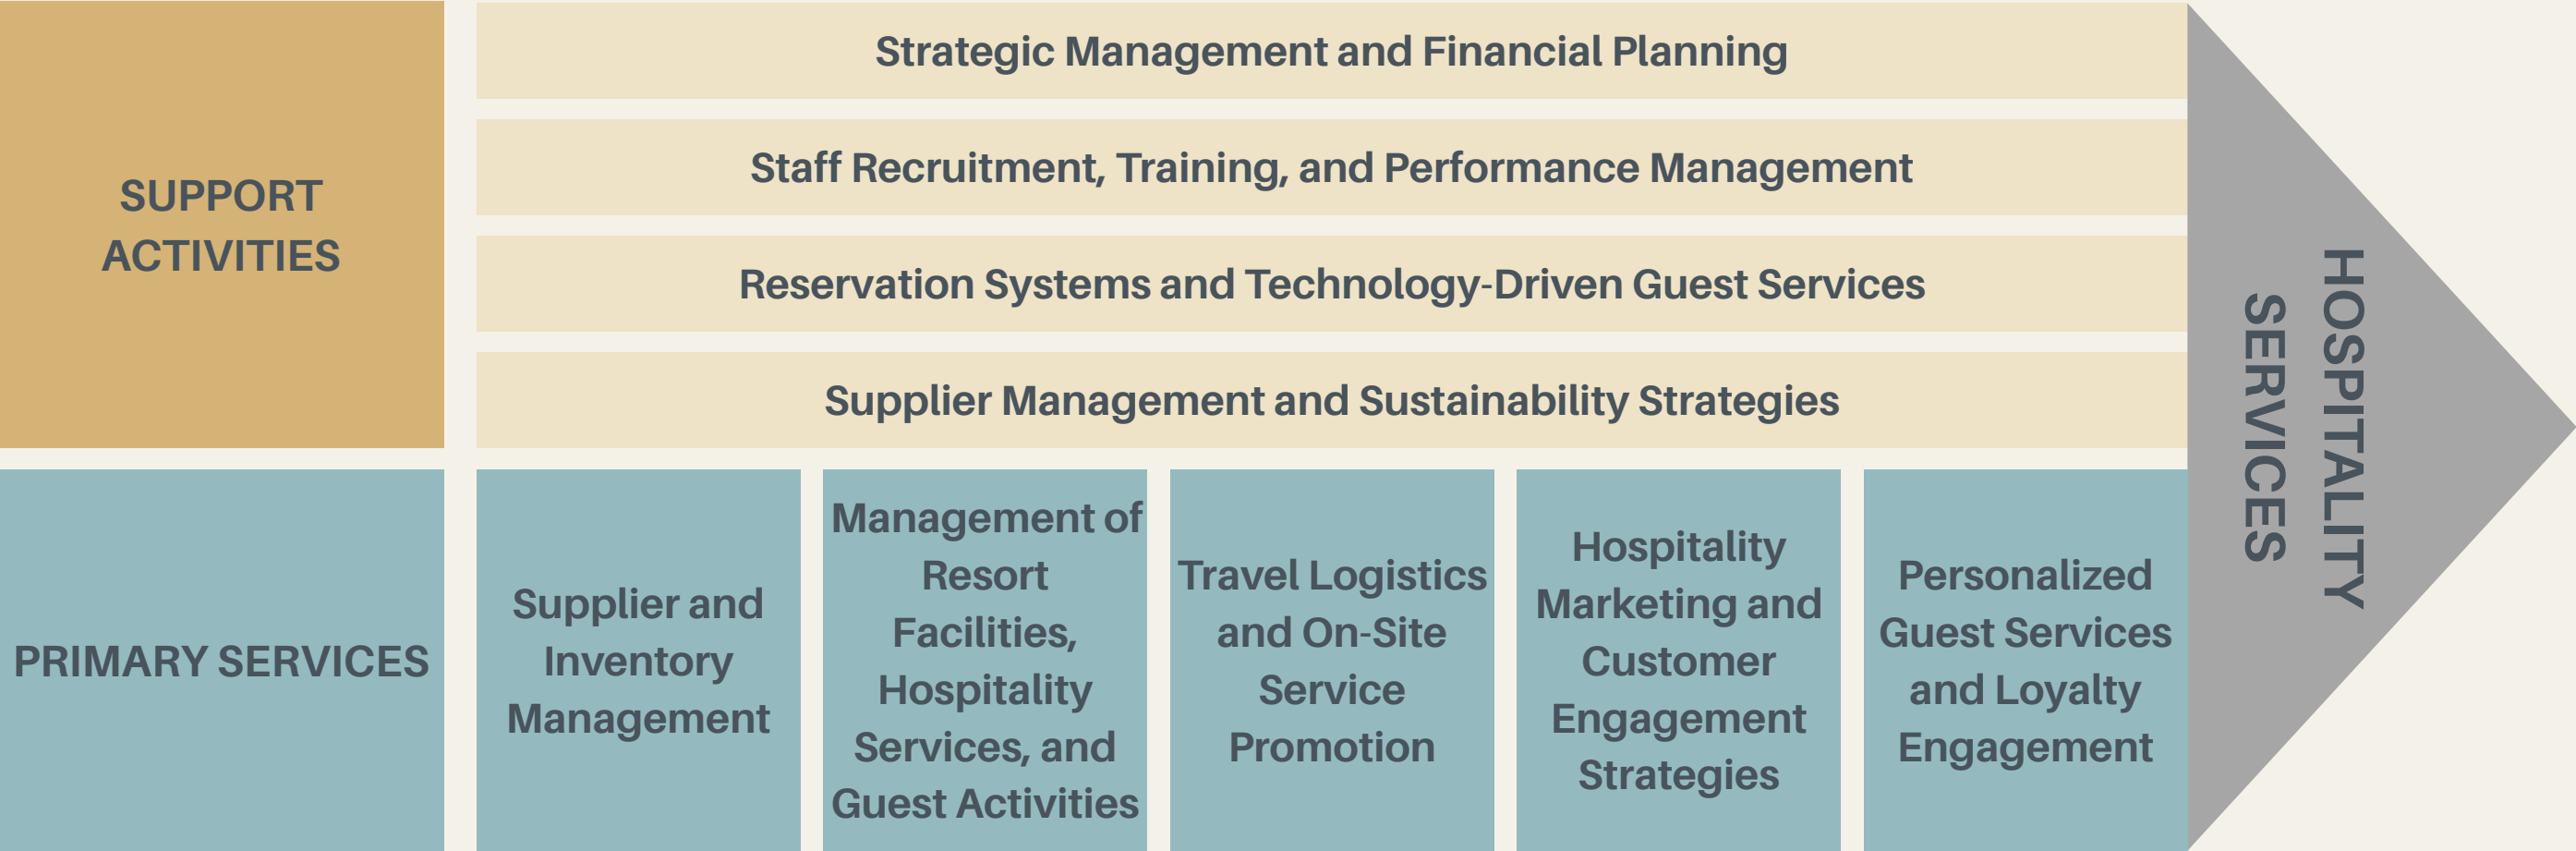 SUPPORT
ACTIVITIES
Strategic Management and Financial Planning
Staff Recruitment, Training, and Performance Management
Reservation Systems and Technology-Driven Guest Services
Supplier Management and Sustainability Strategies
PRIMARY SERVICES
Supplier and
Inventory
Management
Management of
Resort
Facilities,
Hospitality
Services, and
Guest Activities
Travel Logistics
and On-Site
Service
Promotion
Hospitality
Marketing and
Customer
Engagement
Strategies
Personalized
Guest Services
and Loyalty
Engagement
HOSPITALITY
SERVICES